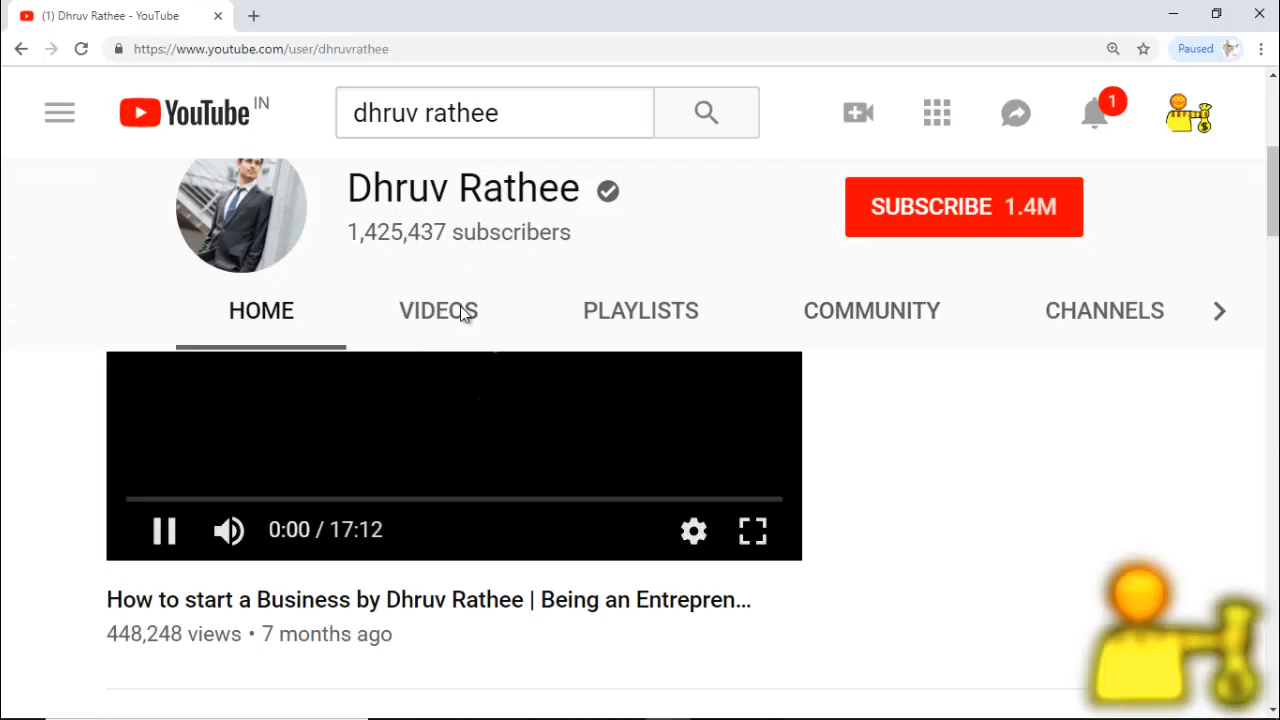 (1) Dhruv Rathee - YouTube
https://www.youtube.com/user/dhruvrathee
Paused
YouTube IN
dhruv rathee
1
Dhruv Rathee
1,425,437 subscribers
SUBSCRIBE 1.4M
HOME VIDEOS PLAYLISTS COMMUNITY CHANNELS
0:00 / 17:12
How to start a Business by Dhruv Rathee | Being an Entrepren...
448,248 views • 7 months ago